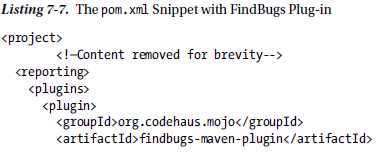 Listing 7-7. The pom.xml Snippet with FindBugs Plug-in
<project>
<!–Content removed for brevity-->
<reporting>
<plugins>
<plugin>
<groupId>org.codehaus.mojo</groupId>
<artifactId>findbugs-maven-plugin</artifactId>